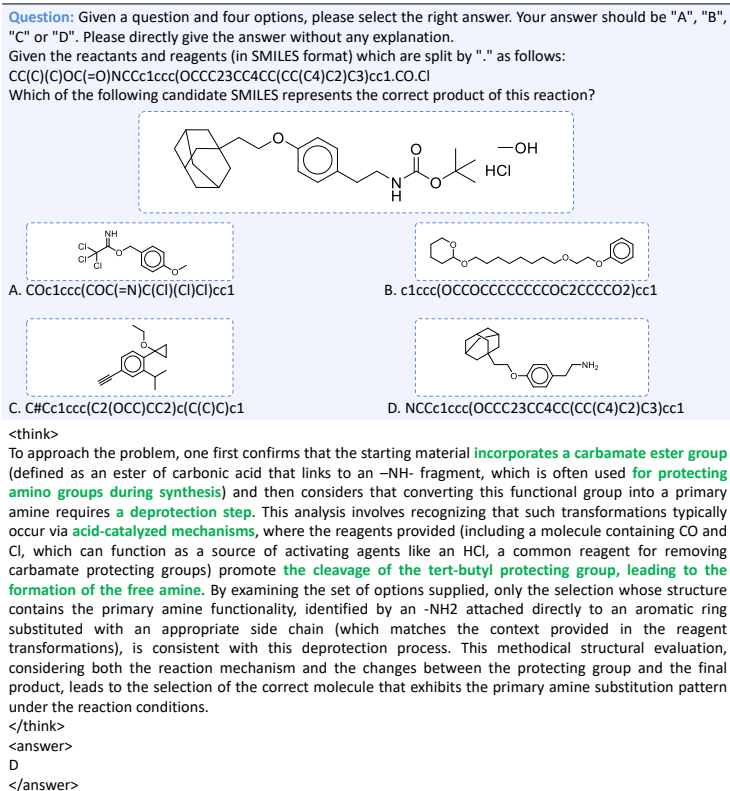 Question: Given a question and four options, please select the right answer. Your answer should be "A", "B",
"C" or "D". Please directly give the answer without any explanation.
Given the reactants and reagents (in SMILES format) which are split by "." as follows:
CC(C)(C)OC(=O)NCCc1ccc(OCCC23CC4CC(CC(C4)C2)C3)cc1.CO.Cl
Which of the following candidate SMILES represents the correct product of this reaction?
O
O
N
H
O
OH
HCl
NH
Cl
Cl
Cl
O
O
O
O
O
O
A. COc1ccc(COC(=N)C(Cl)(Cl)Cl)cc1
B. c1ccc(OCCOCCCCCCCCOC2CCCCO2)cc1
O
O
NH2
C. C#Cc1ccc(C2(OCC)CC2)c(C(C)C)c1
D. NCCc1ccc(OCCC23CC4CC(CC(C4)C2)C3)cc1
<think>
To approach the problem, one first confirms that the starting material incorporates a carbamate ester group
(defined as an ester of carbonic acid that links to an –NH- fragment, which is often used for protecting
amino groups during synthesis) and then considers that converting this functional group into a primary
amine requires a deprotection step. This analysis involves recognizing that such transformations typically
occur via acid-catalyzed mechanisms, where the reagents provided (including a molecule containing CO and
Cl, which can function as a source of activating agents like an HCl, a common reagent for removing
carbamate protecting groups) promote the cleavage of the tert-butyl protecting group, leading to the
formation of the free amine. By examining the set of options supplied, only the selection whose structure
contains the primary amine functionality, identified by an -NH2 attached directly to an aromatic ring
substituted with an appropriate side chain (which matches the context provided in the reagent
transformations), is consistent with this deprotection process. This methodical structural evaluation,
considering both the reaction mechanism and the changes between the protecting group and the final
product, leads to the selection of the correct molecule that exhibits the primary amine substitution pattern
under the reaction conditions.
</think>
<answer>
D
</answer>